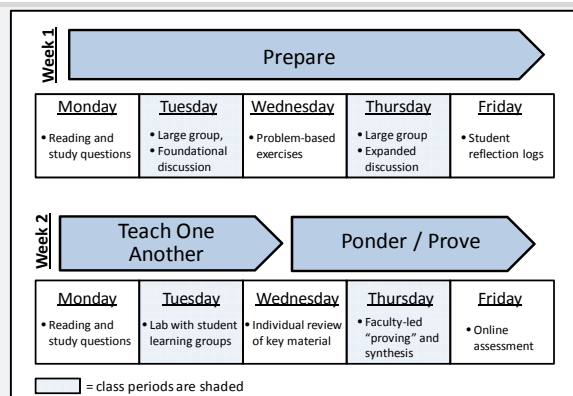 Week 1
Prepare
Monday
• Reading and
study questions
Tuesday
• Large group,
• Foundational
discussion
Wednesday
• Problem-based
exercises
Thursday
• Large group
• Expanded
discussion
Friday
• Student
reflection logs
Week 2
Teach One
Another
Ponder / Prove
Monday
• Reading and
study questions
Tuesday
• Lab with student
learning groups
Wednesday
• Individual review
of key material
Thursday
• Faculty-led
"proving" and
synthesis
Friday
• Online
assessment
= class periods are shaded